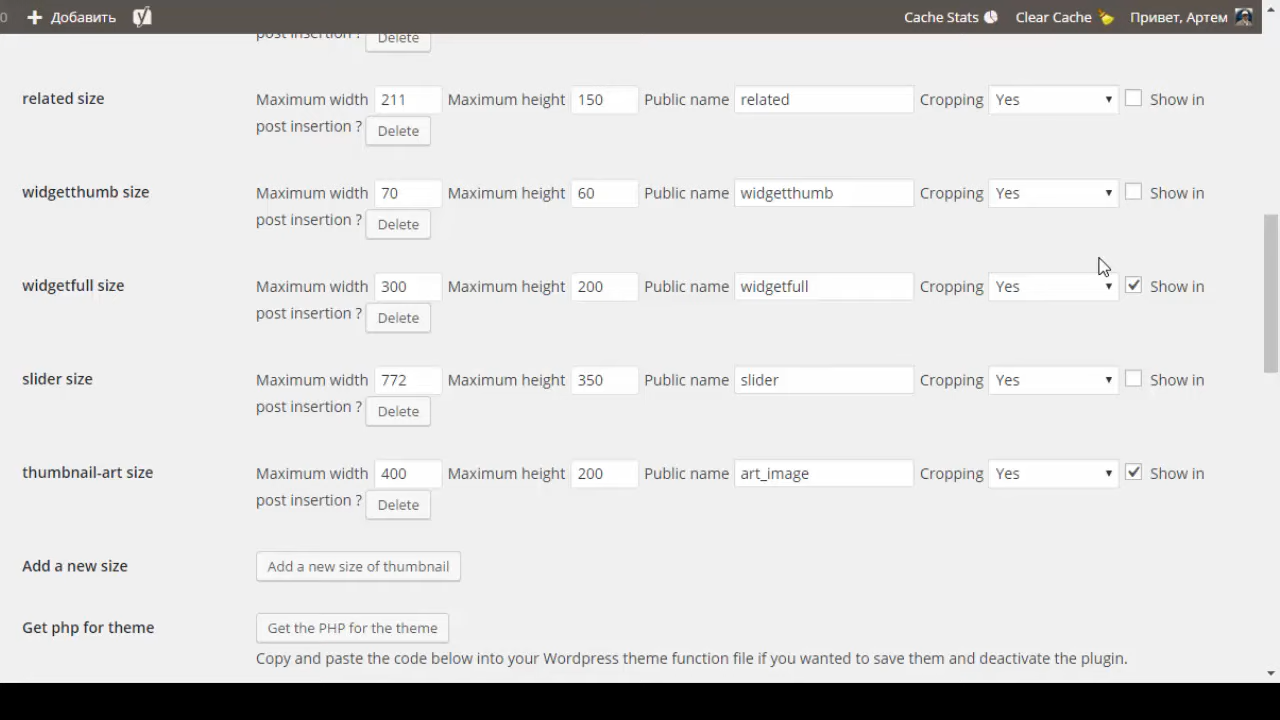 0 Добавить Cache Stats Clear Cache Привет, Артем
post insertion ? Delete
related size Maximum width 211 Maximum height 150 Public name related Cropping Yes Show in
post insertion ? Delete
widgetthumb size Maximum width 70 Maximum height 60 Public name widgetthumb Cropping Yes Show in
post insertion ? Delete
widgetfull size Maximum width 300 Maximum height 200 Public name widgetfull Cropping Yes Show in
post insertion ? Delete
slider size Maximum width 772 Maximum height 350 Public name slider Cropping Yes Show in
post insertion ? Delete
thumbnail-art size Maximum width 400 Maximum height 200 Public name art_image Cropping Yes Show in
post insertion ? Delete
Add a new size Add a new size of thumbnail
Get php for theme Get the PHP for the theme
Copy and paste the code below into your Wordpress theme function file if you wanted to save them and deactivate the plugin.